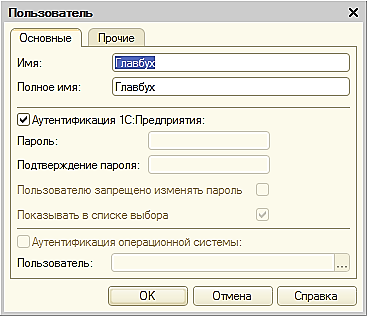 Пользователь
Основные Прочие
Имя: Главбух
Полное имя: Главбух
Аутентификация 1С:Предприятия:
Пароль:
Подтверждение пароля:
Пользователю запрещено изменять пароль
Показывать в списке выбора
Аутентификация операционной системы:
Пользователь: ...
ОК Отмена Справка